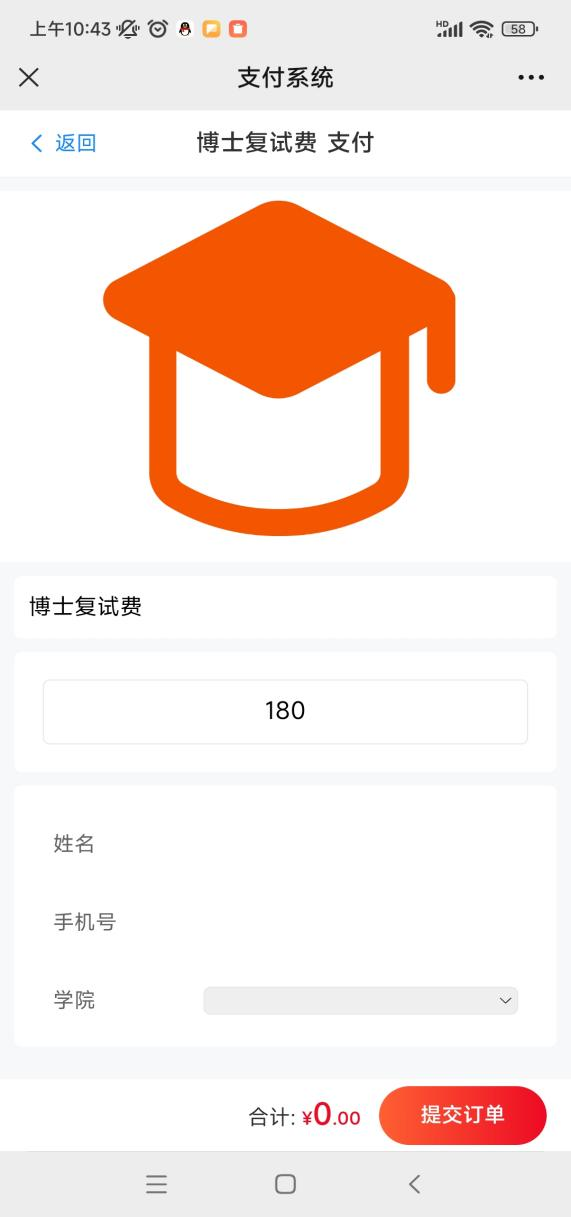 上午10:43
HD
58
支付系统
返回
博士复试费 支付
博士复试费
180
姓名
手机号
学院
合计: ¥0.00
提交订单